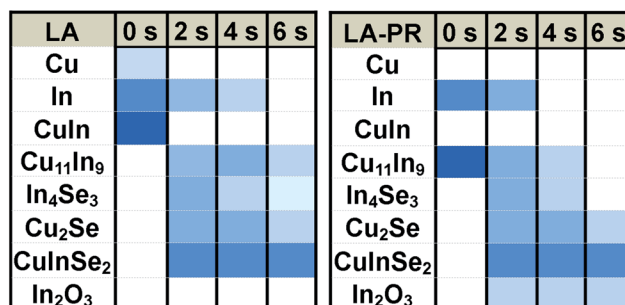 LA 0 s 2 s 4 s 6 s
Cu
In
CuIn
Cu₁₁In₉
In₄Se₃
Cu₂Se
CuInSe₂
In₂O₃
LA-PR 0 s 2 s 4 s 6 s
Cu
In
CuIn
Cu₁₁In₉
In₄Se₃
Cu₂Se
CuInSe₂
In₂O₃